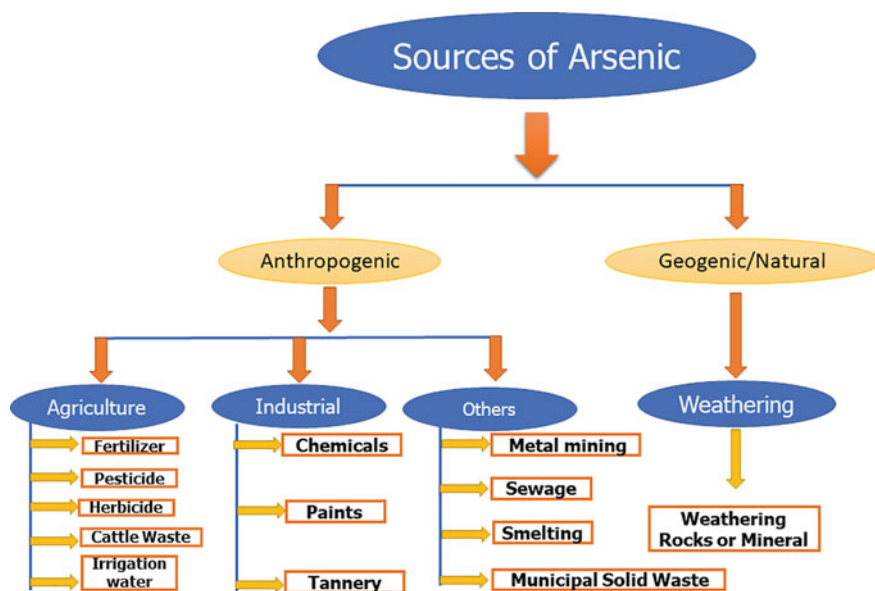 Sources of Arsenic
Anthropogenic
Geogenic/Natural
Agriculture
Fertilizer
Pesticide
Herbicide
Cattle Waste
Irrigation
water
Industrial
Chemicals
Paints
Tannery
Others
Metal mining
Sewage
Smelting
Municipal Solid Waste
Weathering
Weathering
Rocks or Mineral